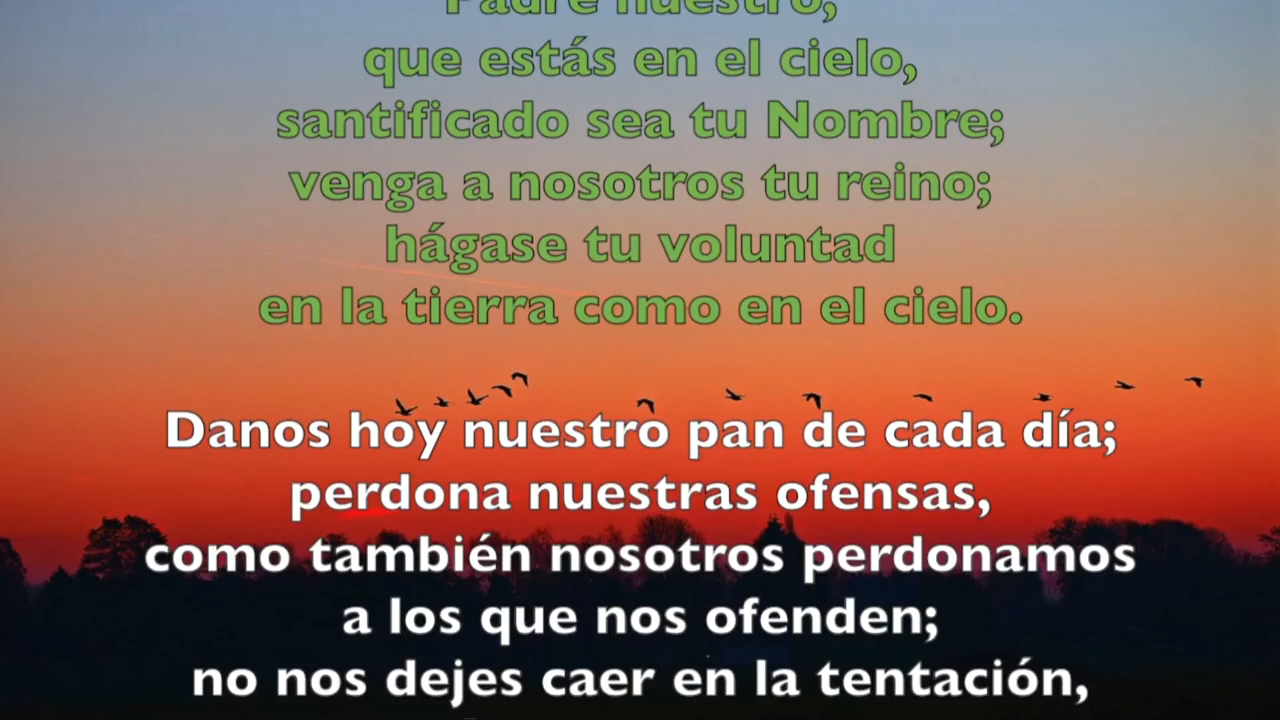 Padre nuestro,
que estás en el cielo,
santificado sea tu Nombre;
venga a nosotros tu reino;
hágase tu voluntad
en la tierra como en el cielo.
Danos hoy nuestro pan de cada día;
perdona nuestras ofensas,
como también nosotros perdonamos
a los que nos ofenden;
no nos dejes caer en la tentación,